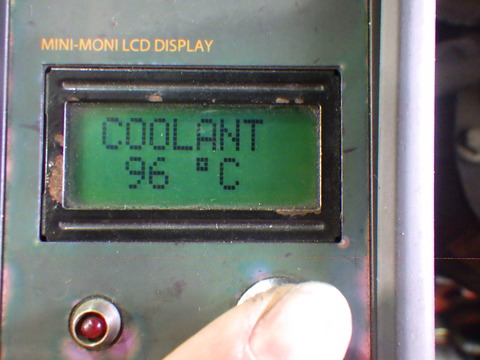 MINI-MONI LCD DISPLAY
COOLANT
96 °C